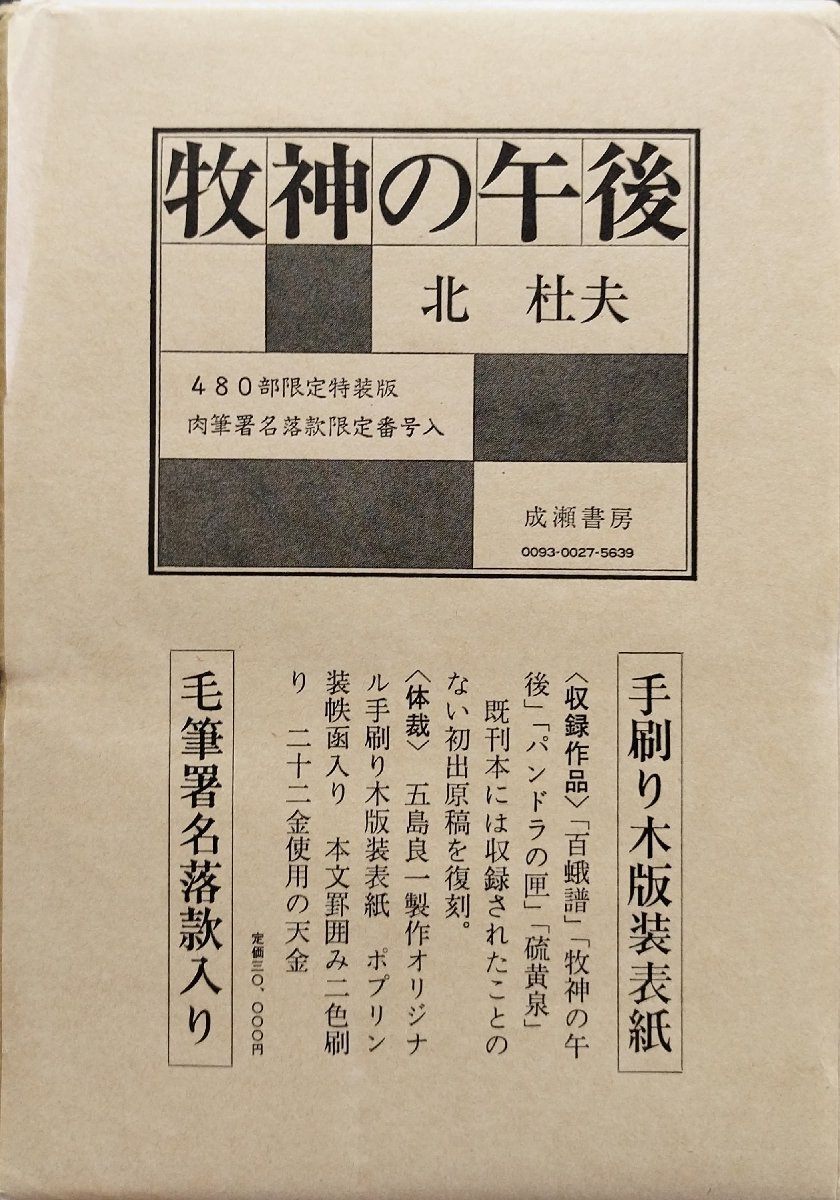 牧神の午後
北 杜夫
480部限定特装版
肉筆署名落款限定番号入
成瀬書房
0093-0027-5639
手刷り木版装表紙
〈収録作品〉「百蛾譜」「牧神の午
後」「パンドラの匣」「硫黄泉」
既刊本には収録されたことの
ない初出原稿を復刻。
〈体裁〉 五島良一製作オリジナ
ル手刷り木版装表紙 ポプリン
装帙函入り 本文罫囲み二色刷
り 二十二金使用の天金
定価三〇、〇〇〇円
毛筆署名落款入り